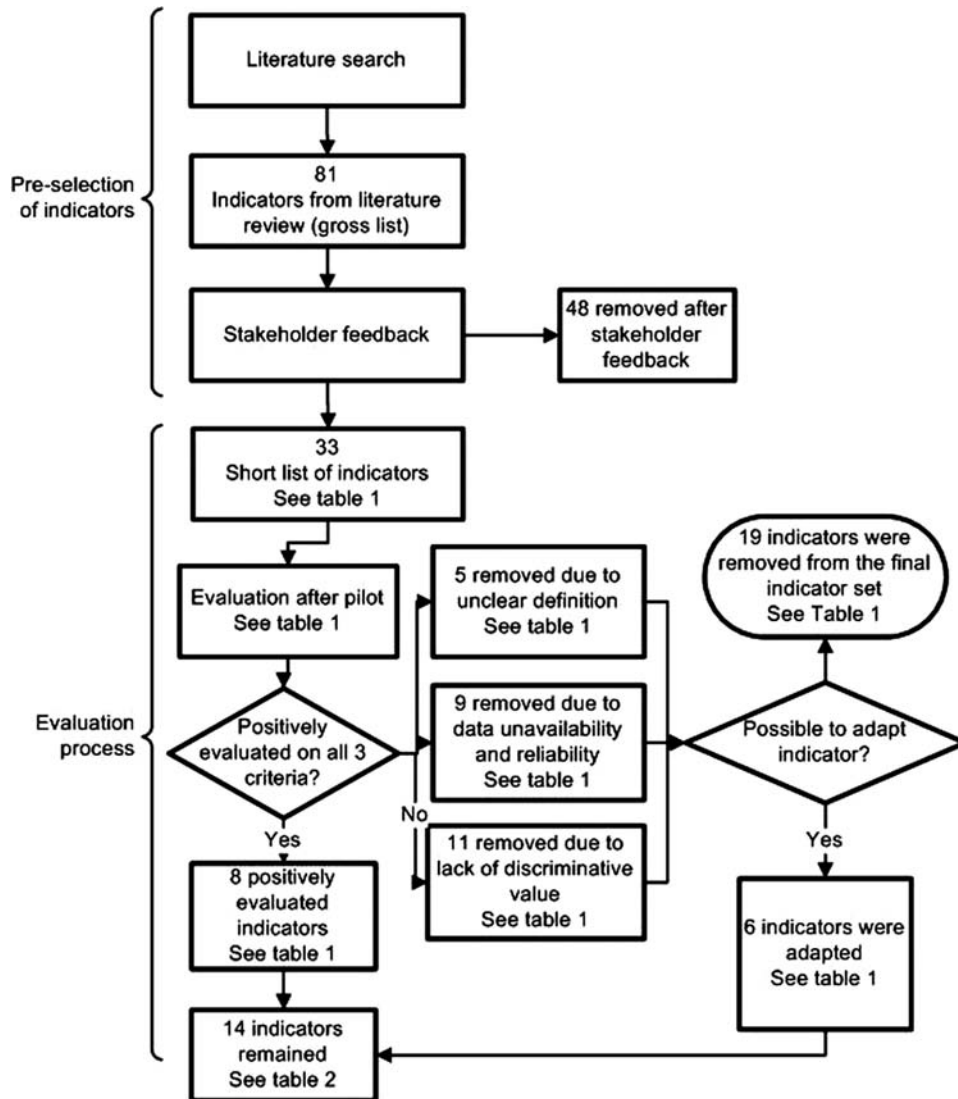 Literature search
81
Indicators from literature
review (gross list)
Pre-selection
of indicators
Stakeholder feedback
48 removed after
stakeholder
feedback
33
Short list of indicators
See table 1
Evaluation after pilot
See table 1
Evaluation
process
Positively
evaluated on all 3
criteria?
No
5 removed due to
unclear definition
See table 1
9 removed due to
data unavailability
and reliability
See table 1
11 removed due to
lack of discriminative
value
See table 1
Possible to adapt
indicator?
19 indicators were
removed from the final
indicator set
See Table 1
Yes
6 indicators were
adapted
See table 1
Yes
8 positively
evaluated
indicators
See table 1
14 indicators
remained
See table 2